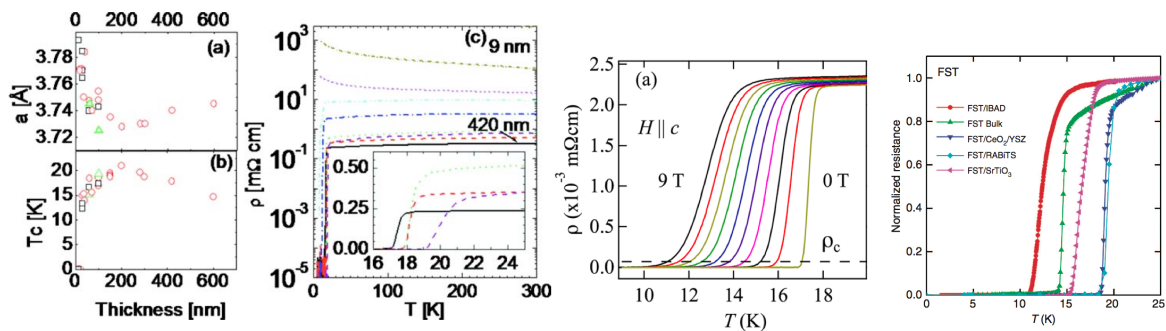 0 200 400 600
(a)
3.78
3.76
3.74
3.72
a [Å]
(b)
20
15
10
5
0
Tc [K]
0 200 400 600
Thickness [nm]
(c)
9 nm
420 nm
10³
10¹
10⁻¹
10⁻³
10⁻⁵
ρ [mΩ cm]
0.50
0.25
0.00
16 18 20 22 24
0 100 200 300
T [K]
(a)
2.5
2.0
1.5
1.0
0.5
0.0
ρ (x10⁻³ mΩcm)
H || c
9 T
0 T
ρc
10 12 14 16 18
T (K)
FST
FST/IBAD
FST Bulk
FST/CeO₂/YSZ
FST/RABiTS
FST/SrTiO₃
1.0
0.8
0.6
0.4
0.2
0.0
Normalized resistance
0 5 10 15 20 25
T (K)